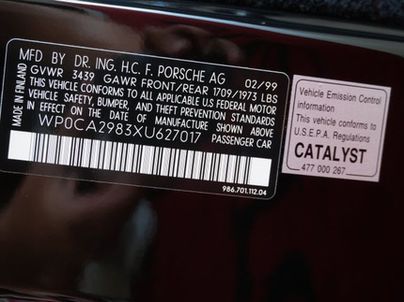 MFD BY DR. ING. H.C. F. PORSCHE AG 02/99
GVWR 3439 GAWR FRONT/REAR 1709/1973 LBS
THIS VEHICLE CONFORMS TO ALL APPLICABLE US FEDERAL MOTOR
VEHICLE SAFETY, BUMPER, AND THEFT PREVENTION STANDARDS
IN EFFECT ON THE DATE OF MANUFACTURE SHOWN ABOVE
WP0CA2983XU627017 PASSENGER CAR
MADE IN FINLAND
986.701.112.04
Vehicle Emission Control
information
This vehicle conforms to
U.S.E.P.A. Regulations
CATALYST
477 000 267